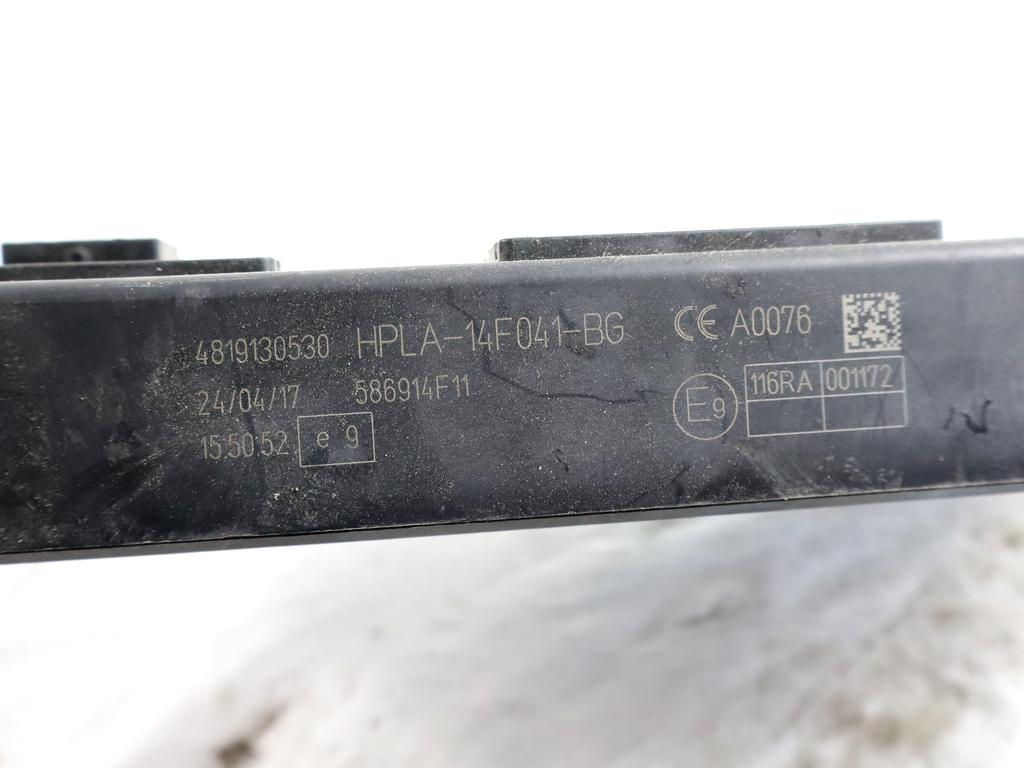 4819130530 HPLA-14F041-BG CE A0076
24/04/17 586914F11 E9 116RA 001172
15:50:52 e 9